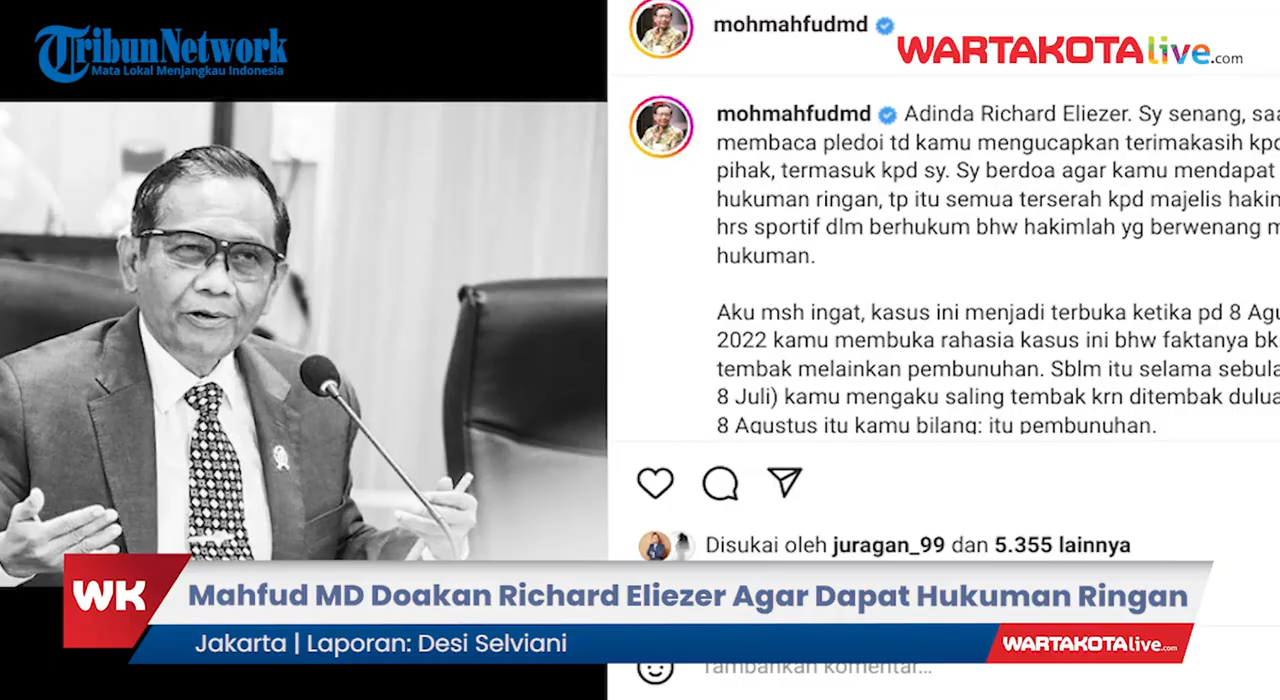 TribunNetwork
Mata Lokal Menjangkau Indonesia
mohmahfudmd
WARTAKOTAlive.com
mohmahfudmd Adinda Richard Eliezer. Sy senang, saa
membaca pledoi td kamu mengucapkan terimakasih kpd
pihak, termasuk kpd sy. Sy berdoa agar kamu mendapat
hukuman ringan, tp itu semua terserah kpd majelis hakim
hrs sportif dlm berhukum bhw hakimlah yg berwenang m
hukuman.
Aku msh ingat, kasus ini menjadi terbuka ketika pd 8 Agu
2022 kamu membuka rahasia kasus ini bhw faktanya bk
tembak melainkan pembunuhan. Sblm itu selama sebula
8 Juli) kamu mengaku saling tembak krn ditembak dulua
8 Agustus itu kamu bilang: itu pembunuhan.
Disukai oleh juragan_99 dan 5.355 lainnya
WK
Mahfud MD Doakan Richard Eliezer Agar Dapat Hukuman Ringan
Jakarta | Laporan: Desi Selviani
WARTAKOTAlive.com
Tambahkan komentar...